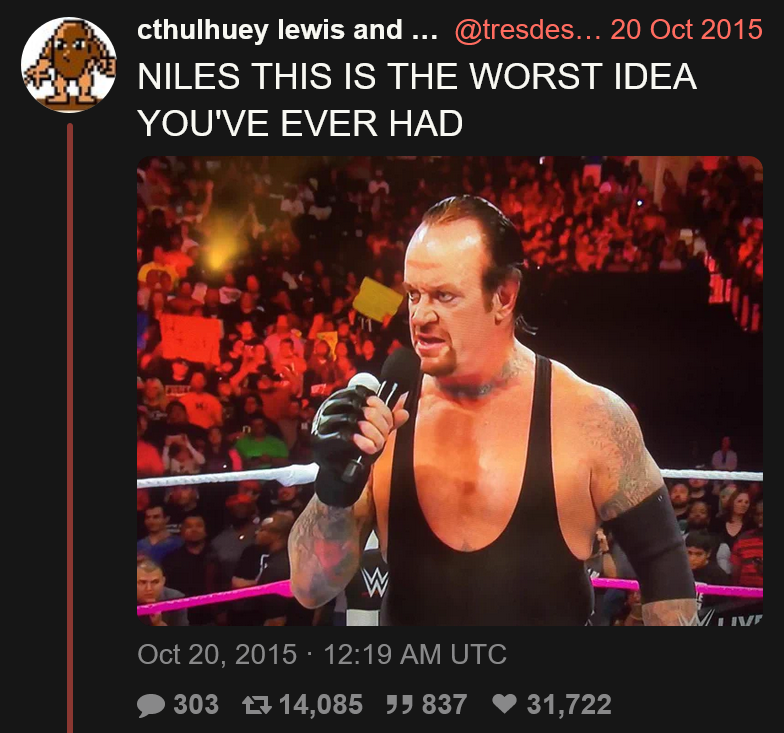 cthulhuey lewis and ... @tresdes... 20 Oct 2015
NILES THIS IS THE WORST IDEA
YOU'VE EVER HAD
W LIVE
Oct 20, 2015 · 12:19 AM UTC
303 14,085 837 31,722